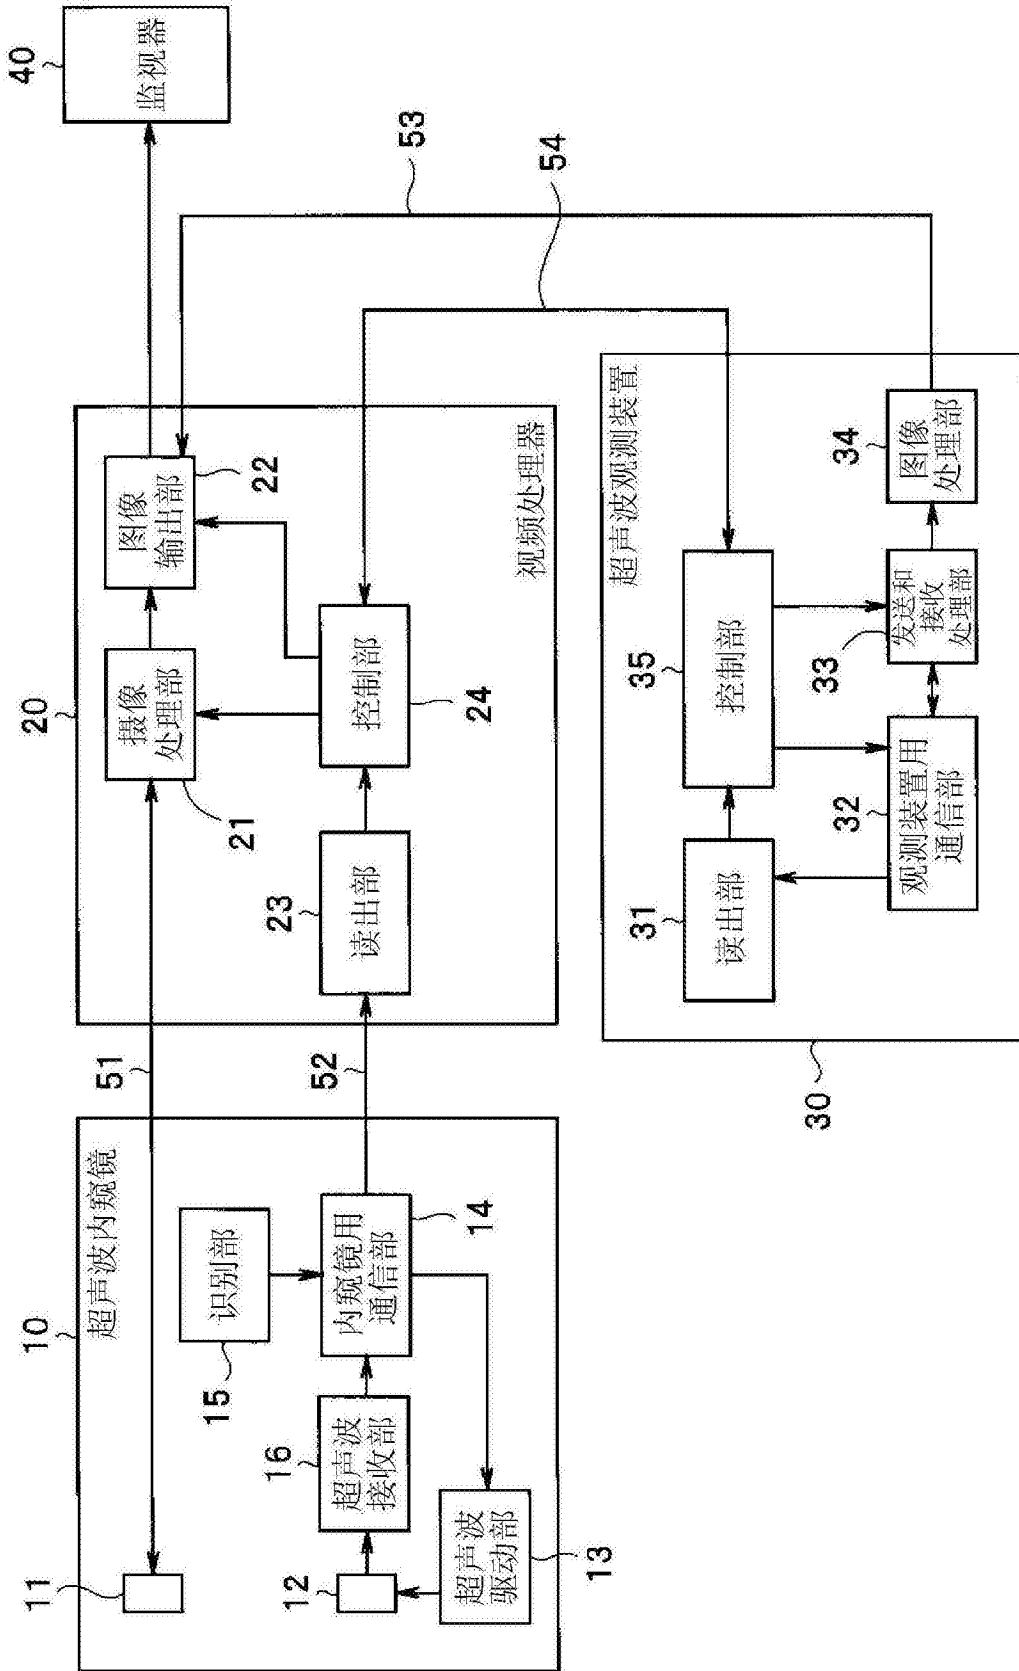 10
超声波内窥镜
11
15
识别部
12
16
超声波
接收部
内窥镜用
通信部
14
超声波
驱动部
13
51
52
20
摄像
处理部
21
图像
输出部
22
23
读出部
控制部
24
视频处理器
40
监视器
53
54
30
超声波观测装置
31
读出部
35
控制部
32
观测装置用
通信部
33
发送和
接收
处理部
34
图像
处理部